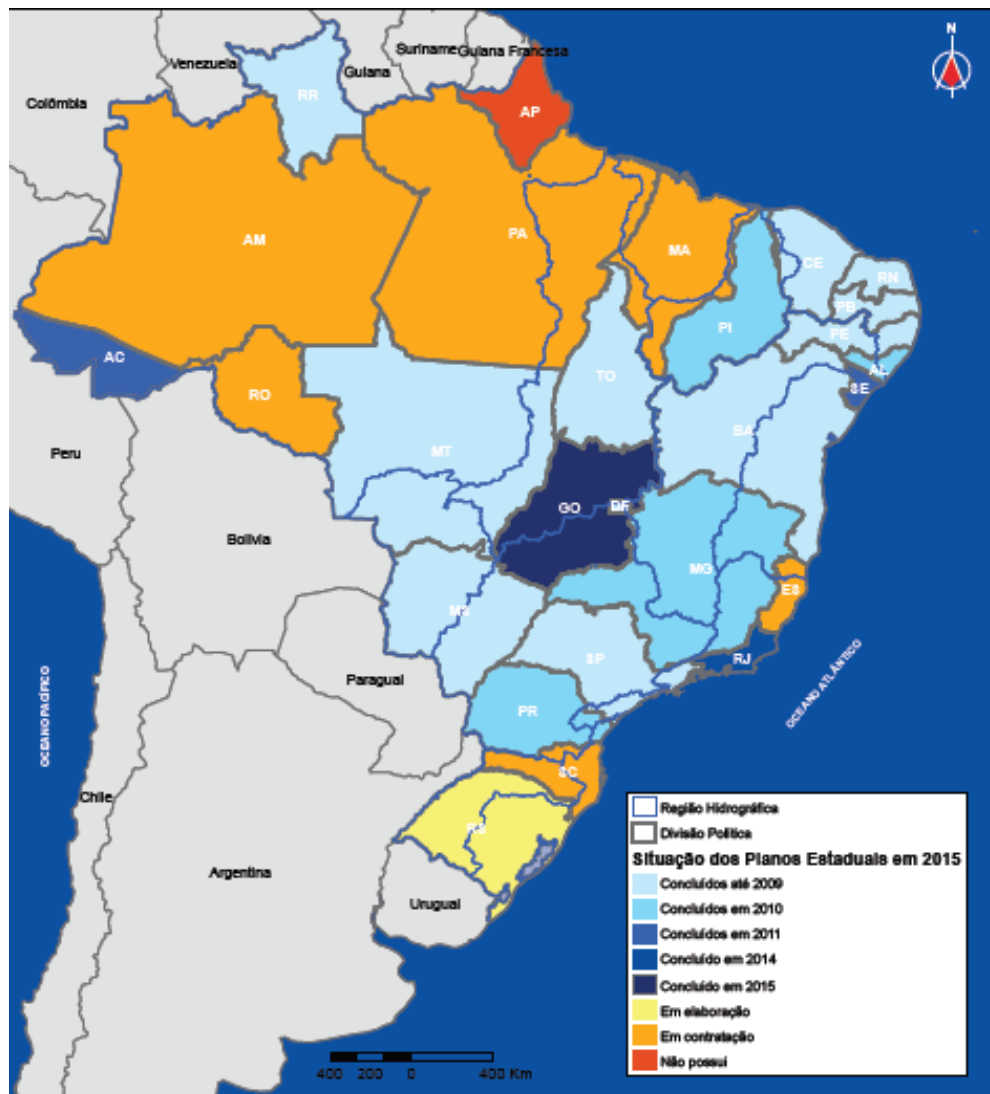 N
Venezuela
Suriname
Guiana Francesa
Guiana
Colômbia
RR
AP
AM
PA
MA
CE
RN
PB
PE
PI
AL
SE
AC
RO
TO
BA
MT
Peru
GO
DF
Bolívia
MG
ES
MS
SP
RJ
Paraguai
PR
OCEANO ATLÂNTICO
OCEANO PACÍFICO
SC
Chile
RS
Argentina
Uruguai
Região Hidrográfica
Divisão Política
Situação dos Planos Estaduais em 2015
Concluídos até 2009
Concluídos em 2010
Concluídos em 2011
Concluído em 2014
Concluído em 2015
Em elaboração
Em contratação
Não possui
400 200 0 400 Km